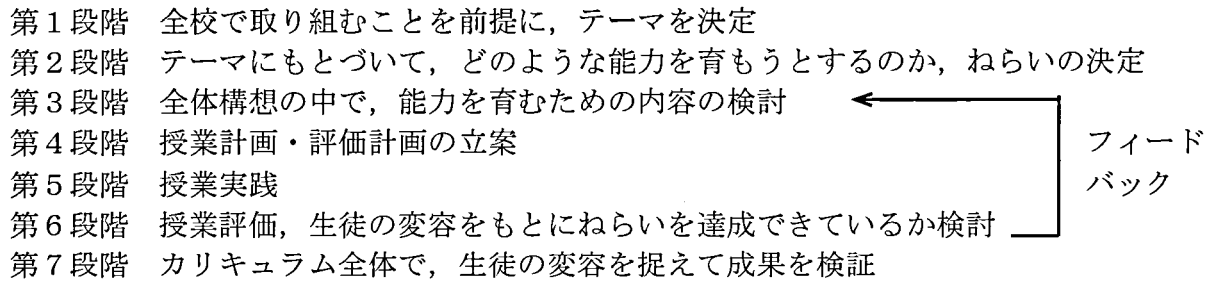 第１段階　全校で取り組むことを前提に，テーマを決定
第２段階　テーマにもとづいて，どのような能力を育もうとするのか，ねらいの決定
第３段階　全体構想の中で，能力を育むための内容の検討
第４段階　授業計画・評価計画の立案
第５段階　授業実践
第６段階　授業評価，生徒の変容をもとにねらいを達成できているか検討
第７段階　カリキュラム全体で，生徒の変容を捉えて成果を検証
フィード
バック